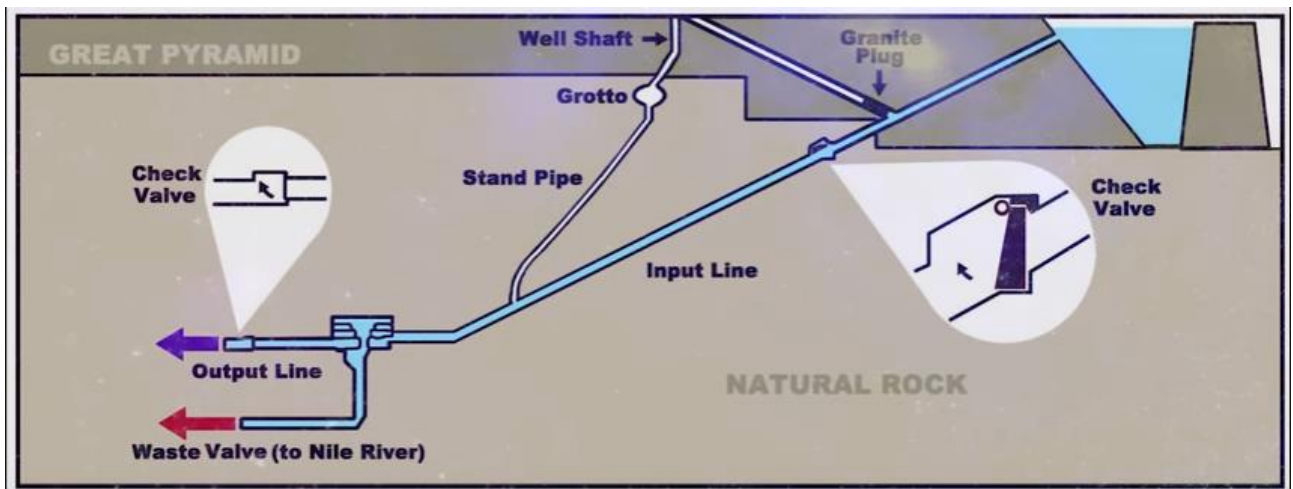 GREAT PYRAMID
Well Shaft
Granite
Plug
Grotto
Check
Valve
Stand Pipe
Check
Valve
Input Line
Output Line
NATURAL ROCK
Waste Valve (to Nile River)